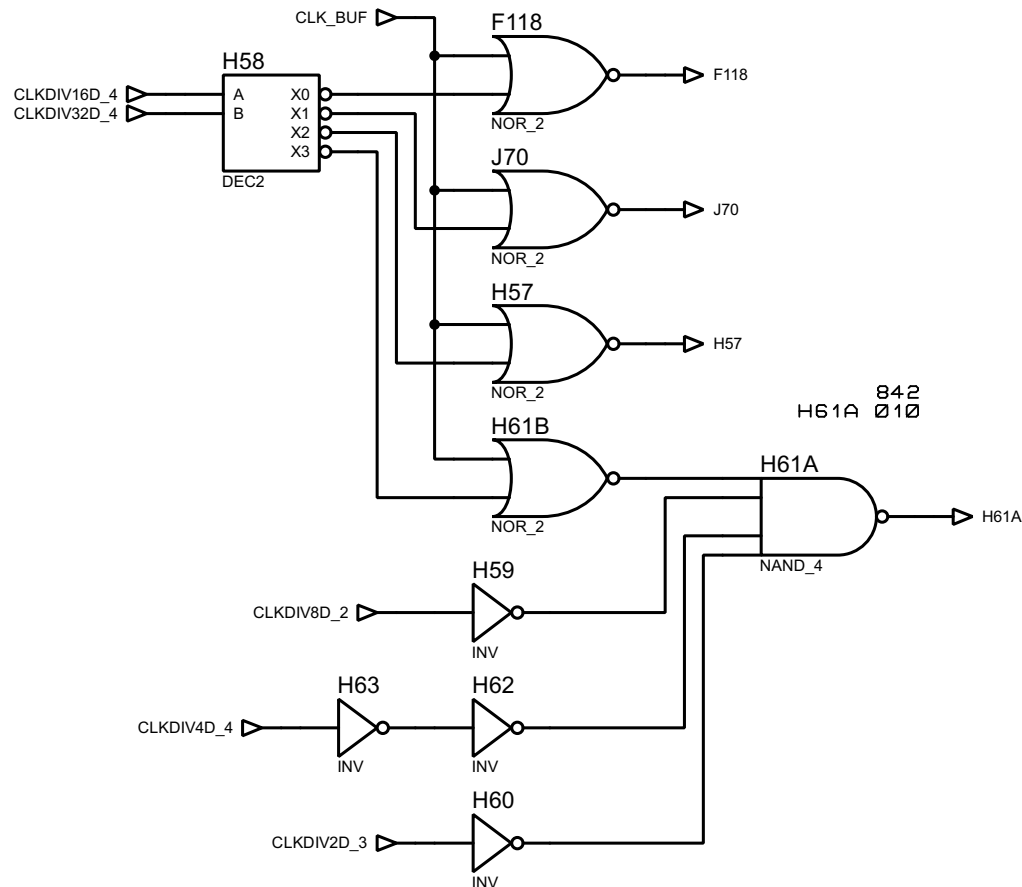 CLK_BUF
F118
H58
F118
CLKDIV16D_4
A
X0
CLKDIV32D_4
B
X1
X2
X3
NOR_2
DEC2
J70
J70
NOR_2
H57
H57
NOR_2
842
H61A 010
H61B
H61A
H61A
NOR_2
NAND_4
H59
CLKDIV8D_2
INV
H63
H62
CLKDIV4D_4
INV
INV
H60
CLKDIV2D_3
INV